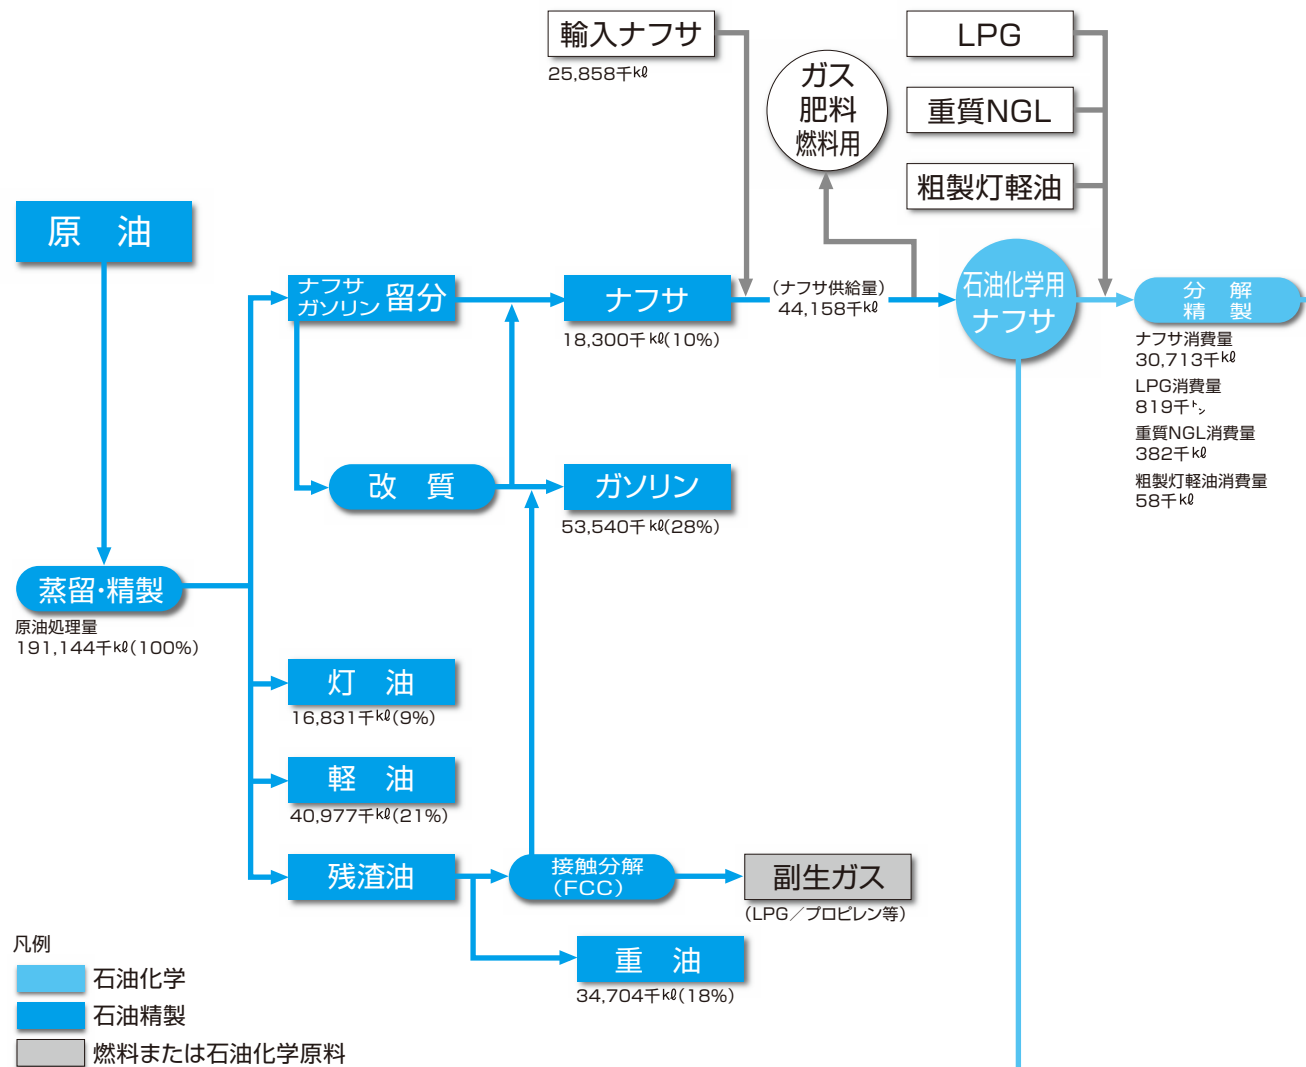 輸入ナフサ
25,858千kℓ
ガス
肥料
燃料用
LPG
重質NGL
粗製灯軽油
原　油
ナフサ
ガソリン 留分
ナフサ
18,300千kℓ(10%)
(ナフサ供給量)
44,158千kℓ
石油化学用
ナフサ
分　解
精　製
ナフサ消費量
30,713千kℓ
LPG消費量
819千㌧
重質NGL消費量
382千kℓ
粗製灯軽油消費量
58千kℓ
改　質
ガソリン
53,540千kℓ(28%)
蒸留・精製
原油処理量
191,144千kℓ(100%)
灯　油
16,831千kℓ(9%)
軽　油
40,977千kℓ(21%)
残渣油
接触分解
(FCC)
副生ガス
(LPG／プロピレン等)
重　油
34,704千kℓ(18%)
凡例
石油化学
石油精製
燃料または石油化学原料